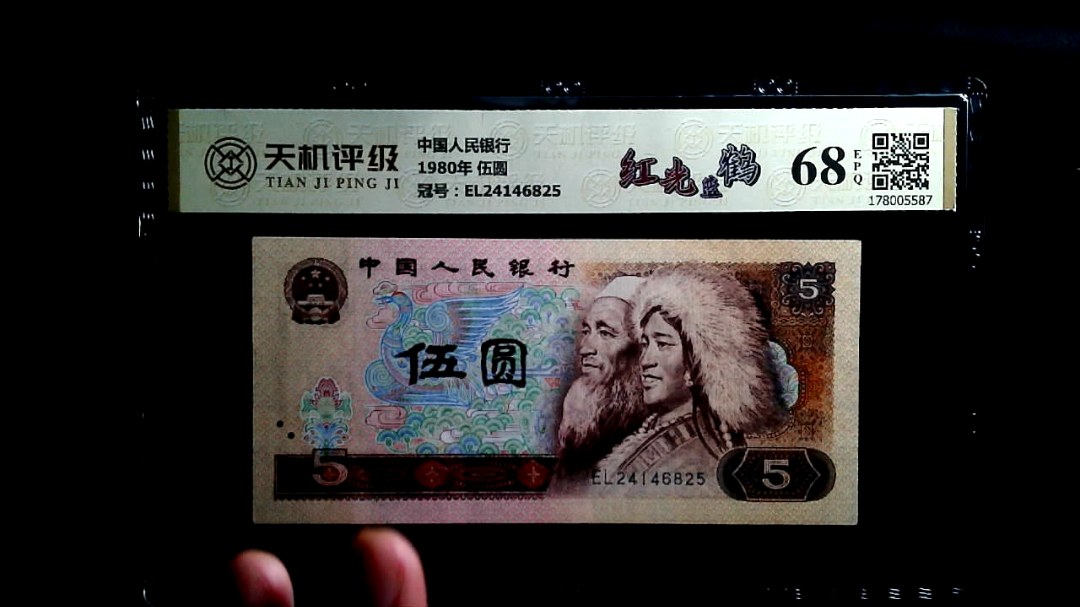 天机评级
TIAN JI PING JI
中国人民银行
1980年 伍圆
冠号：EL24146825
红光蓝鹤
68
EPQ
178005587
中国人民银行
5
伍圆
5
EL24146825
5